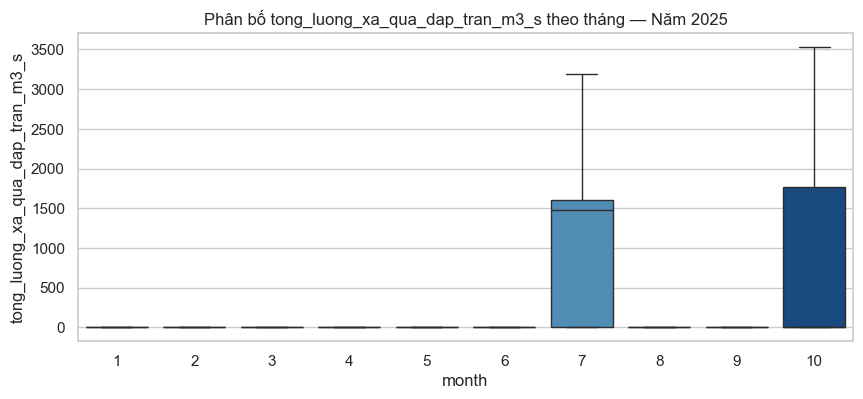 Phân bố tong_luong_xa_qua_dap_tran_m3_s theo tháng — Năm 2025
tong_luong_xa_qua_dap_tran_m3_s
3500
3000
2500
2000
1500
1000
500
0
1 2 3 4 5 6 7 8 9 10
month